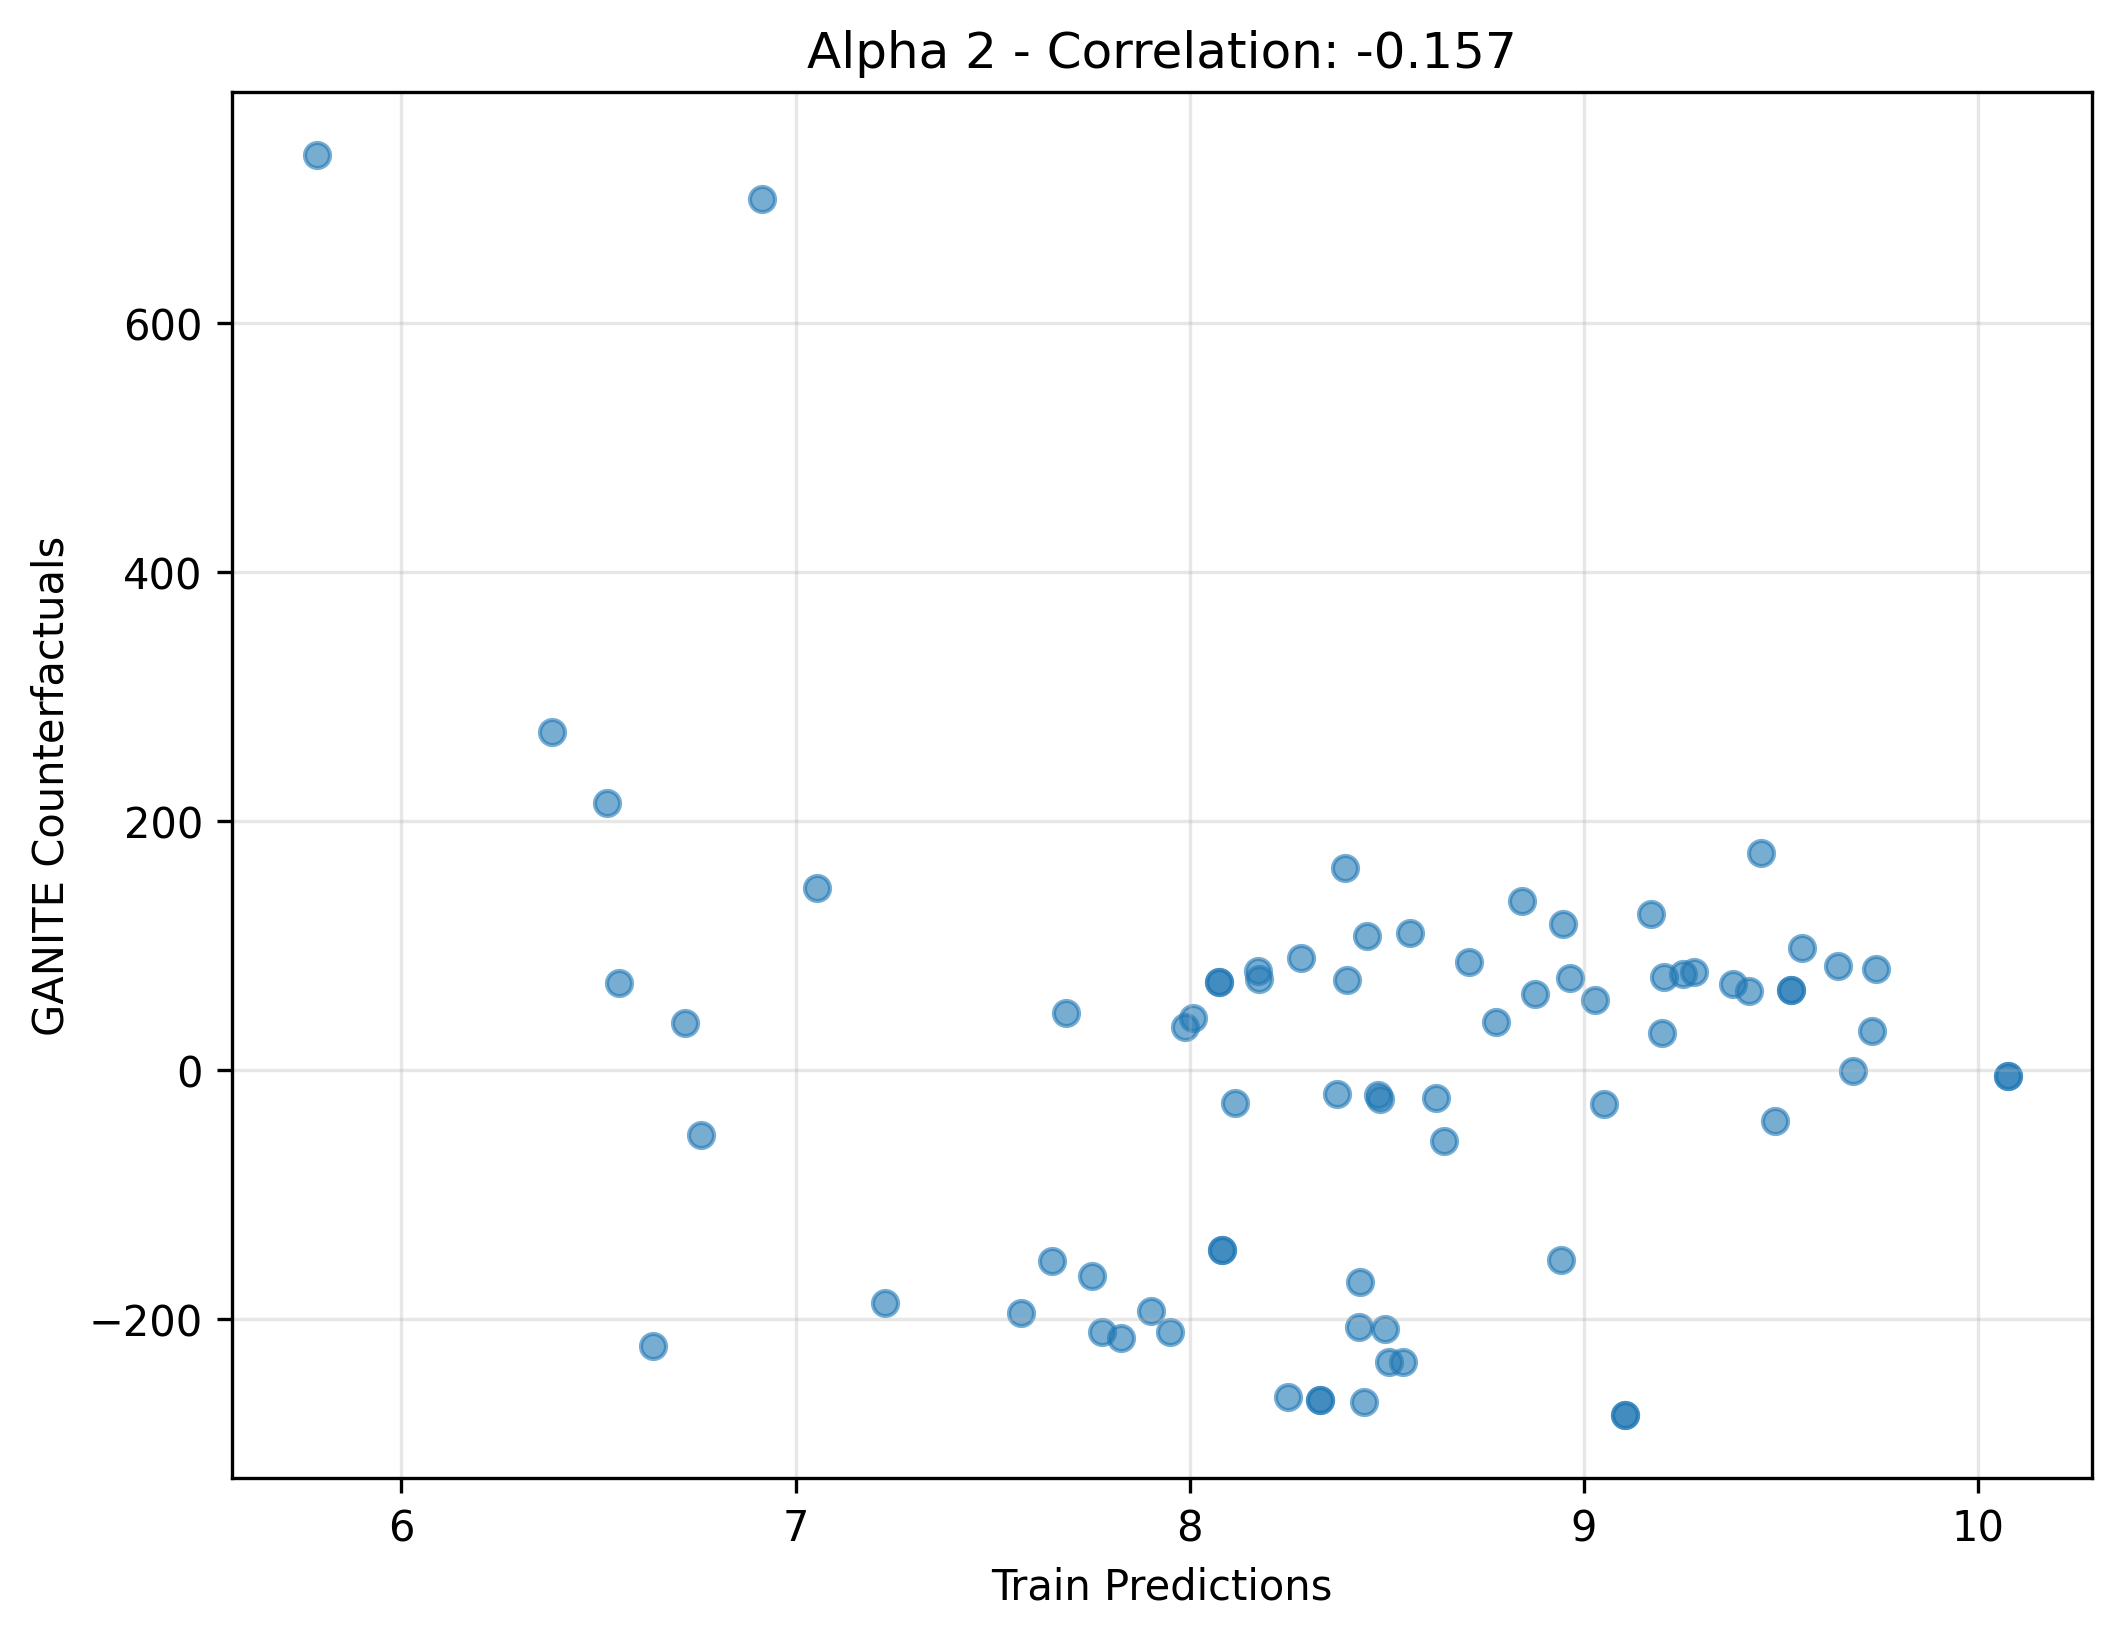 Alpha 2 - Correlation: -0.157
GANITE Counterfactuals
600
400
200
0
−200
6 7 8 9 10
Train Predictions